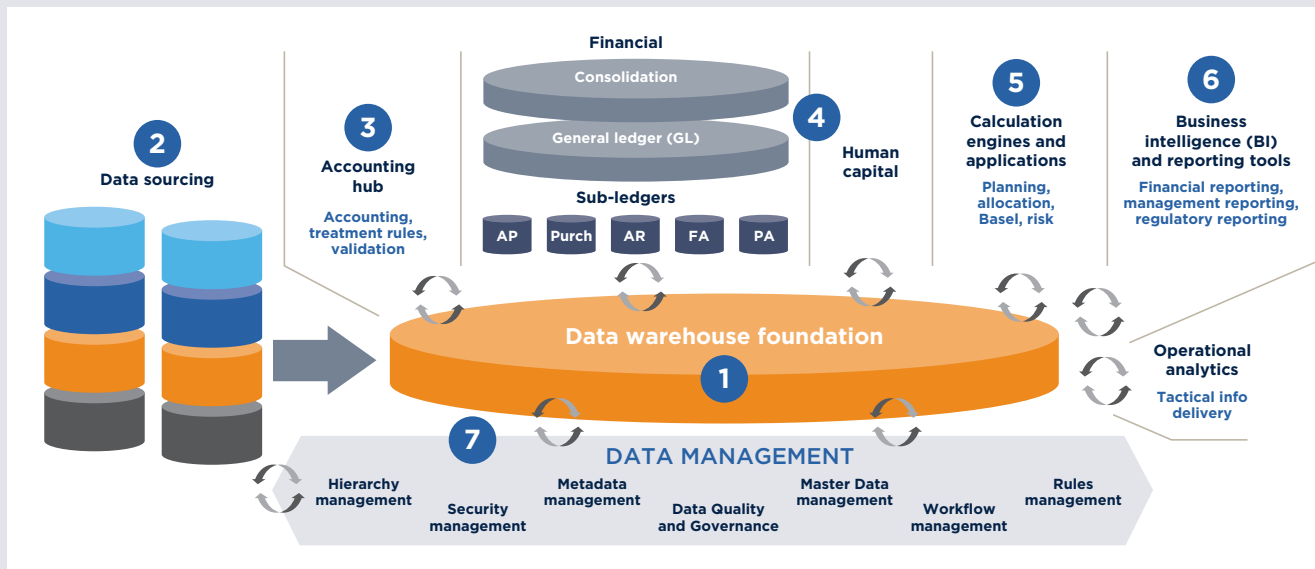 2
Data sourcing
3
Accounting
hub
Accounting,
treatment rules,
validation
Financial
Consolidation
General ledger (GL)
Sub-ledgers
AP
Purch
AR
FA
PA
4
Human
capital
5
Calculation
engines and
applications
Planning,
allocation,
Basel, risk
6
Business
intelligence (BI)
and reporting tools
Financial reporting,
management reporting,
regulatory reporting
Data warehouse foundation
1
Operational
analytics
Tactical info
delivery
7
DATA MANAGEMENT
Hierarchy
management
Security
management
Metadata
management
Data Quality
and Governance
Master Data
management
Workflow
management
Rules
management